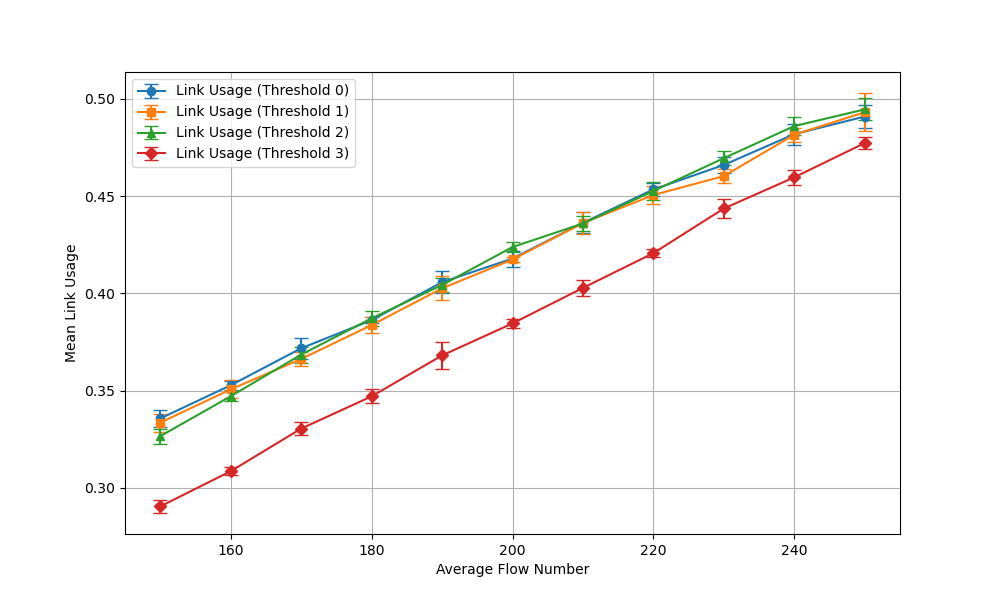 Link Usage (Threshold 0)
Link Usage (Threshold 1)
Link Usage (Threshold 2)
Link Usage (Threshold 3)
0.50
0.45
0.40
0.35
0.30
Mean Link Usage
160 180 200 220 240
Average Flow Number